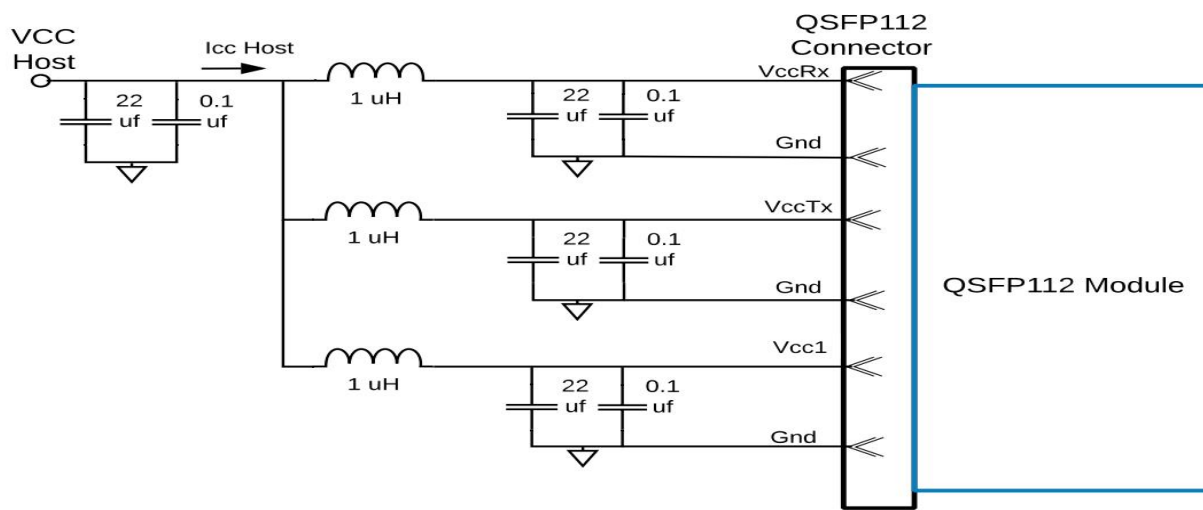 QSFP112
Connector
VCC
Host
Icc Host
VccRx
1 uH
22
uf
0.1
uf
22
uf
0.1
uf
Gnd
VccTx
1 uH
22
uf
0.1
uf
Gnd
QSFP112 Module
Vcc1
1 uH
22
uf
0.1
uf
Gnd